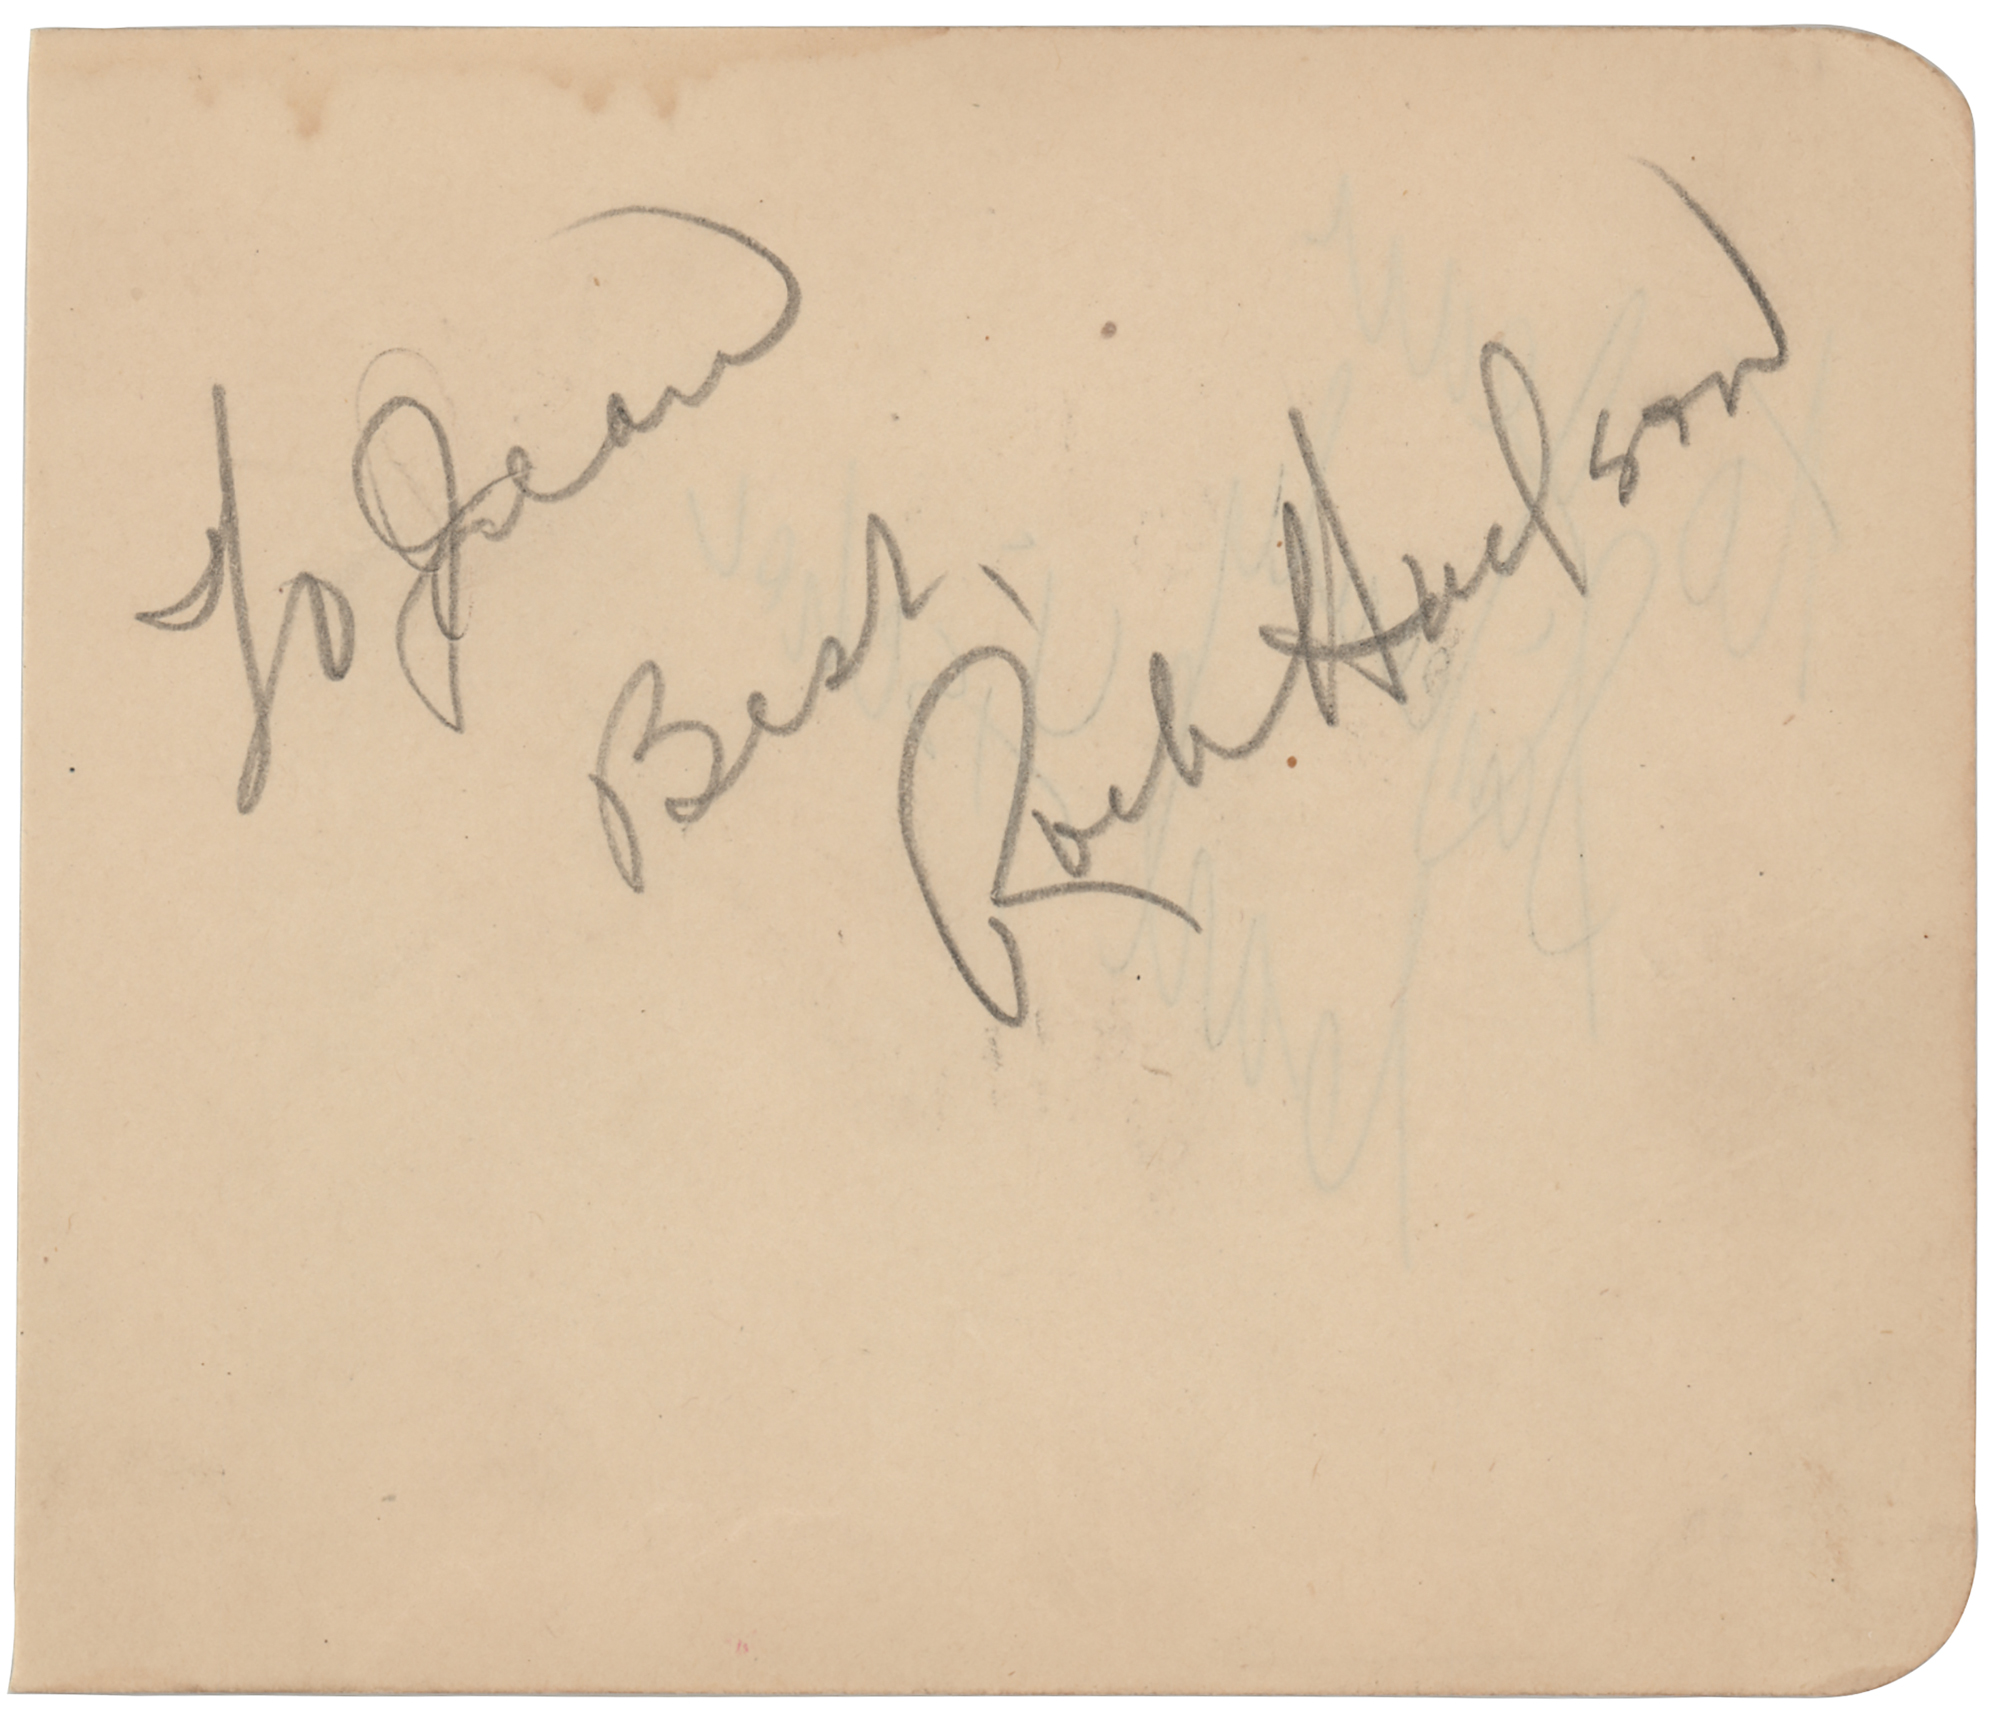 To Jean
Best,
Rock Hudson